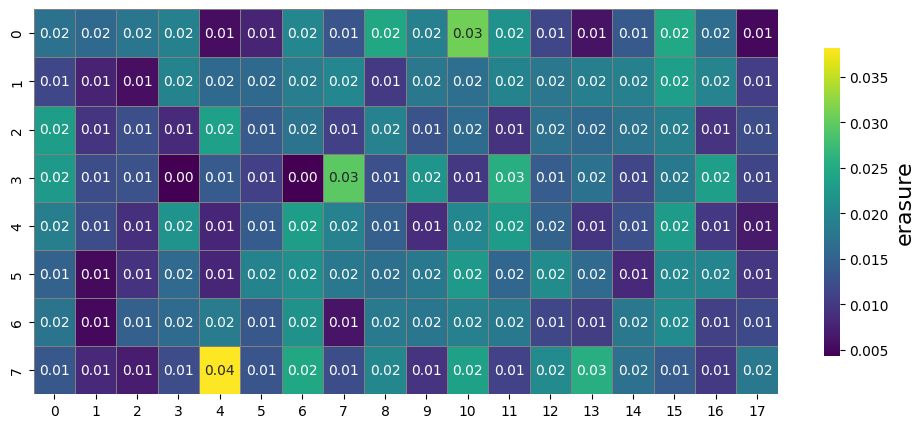 0 0.02 0.02 0.02 0.02 0.01 0.01 0.02 0.01 0.02 0.02 0.03 0.02 0.01 0.01 0.01 0.02 0.02 0.01
1 0.01 0.01 0.01 0.02 0.02 0.02 0.02 0.02 0.01 0.02 0.02 0.02 0.02 0.02 0.02 0.02 0.02 0.01
2 0.02 0.01 0.01 0.01 0.02 0.01 0.02 0.01 0.02 0.01 0.02 0.01 0.02 0.02 0.02 0.02 0.01 0.01
3 0.02 0.01 0.01 0.00 0.01 0.01 0.00 0.03 0.01 0.02 0.01 0.03 0.01 0.02 0.01 0.02 0.02 0.01
4 0.02 0.01 0.01 0.02 0.01 0.01 0.02 0.02 0.01 0.01 0.02 0.02 0.02 0.01 0.01 0.02 0.01 0.01
5 0.01 0.01 0.01 0.02 0.01 0.02 0.02 0.02 0.02 0.02 0.02 0.02 0.02 0.02 0.01 0.02 0.02 0.01
6 0.02 0.01 0.01 0.02 0.02 0.01 0.02 0.01 0.02 0.02 0.02 0.02 0.01 0.01 0.02 0.02 0.01 0.01
7 0.01 0.01 0.01 0.01 0.04 0.01 0.02 0.01 0.02 0.01 0.02 0.01 0.02 0.03 0.02 0.01 0.01 0.02
0 1 2 3 4 5 6 7 8 9 10 11 12 13 14 15 16 17
0.035
0.030
0.025
0.020
0.015
0.010
0.005
erasure